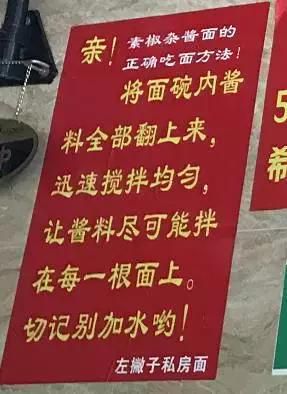 亲！
素椒杂酱面的
正确吃面方法！
将面碗内酱
料全部翻上来，
迅速搅拌均匀，
让酱料尽可能拌
在每一根面上。
切记别加水哟！
左撇子私房面
5
希